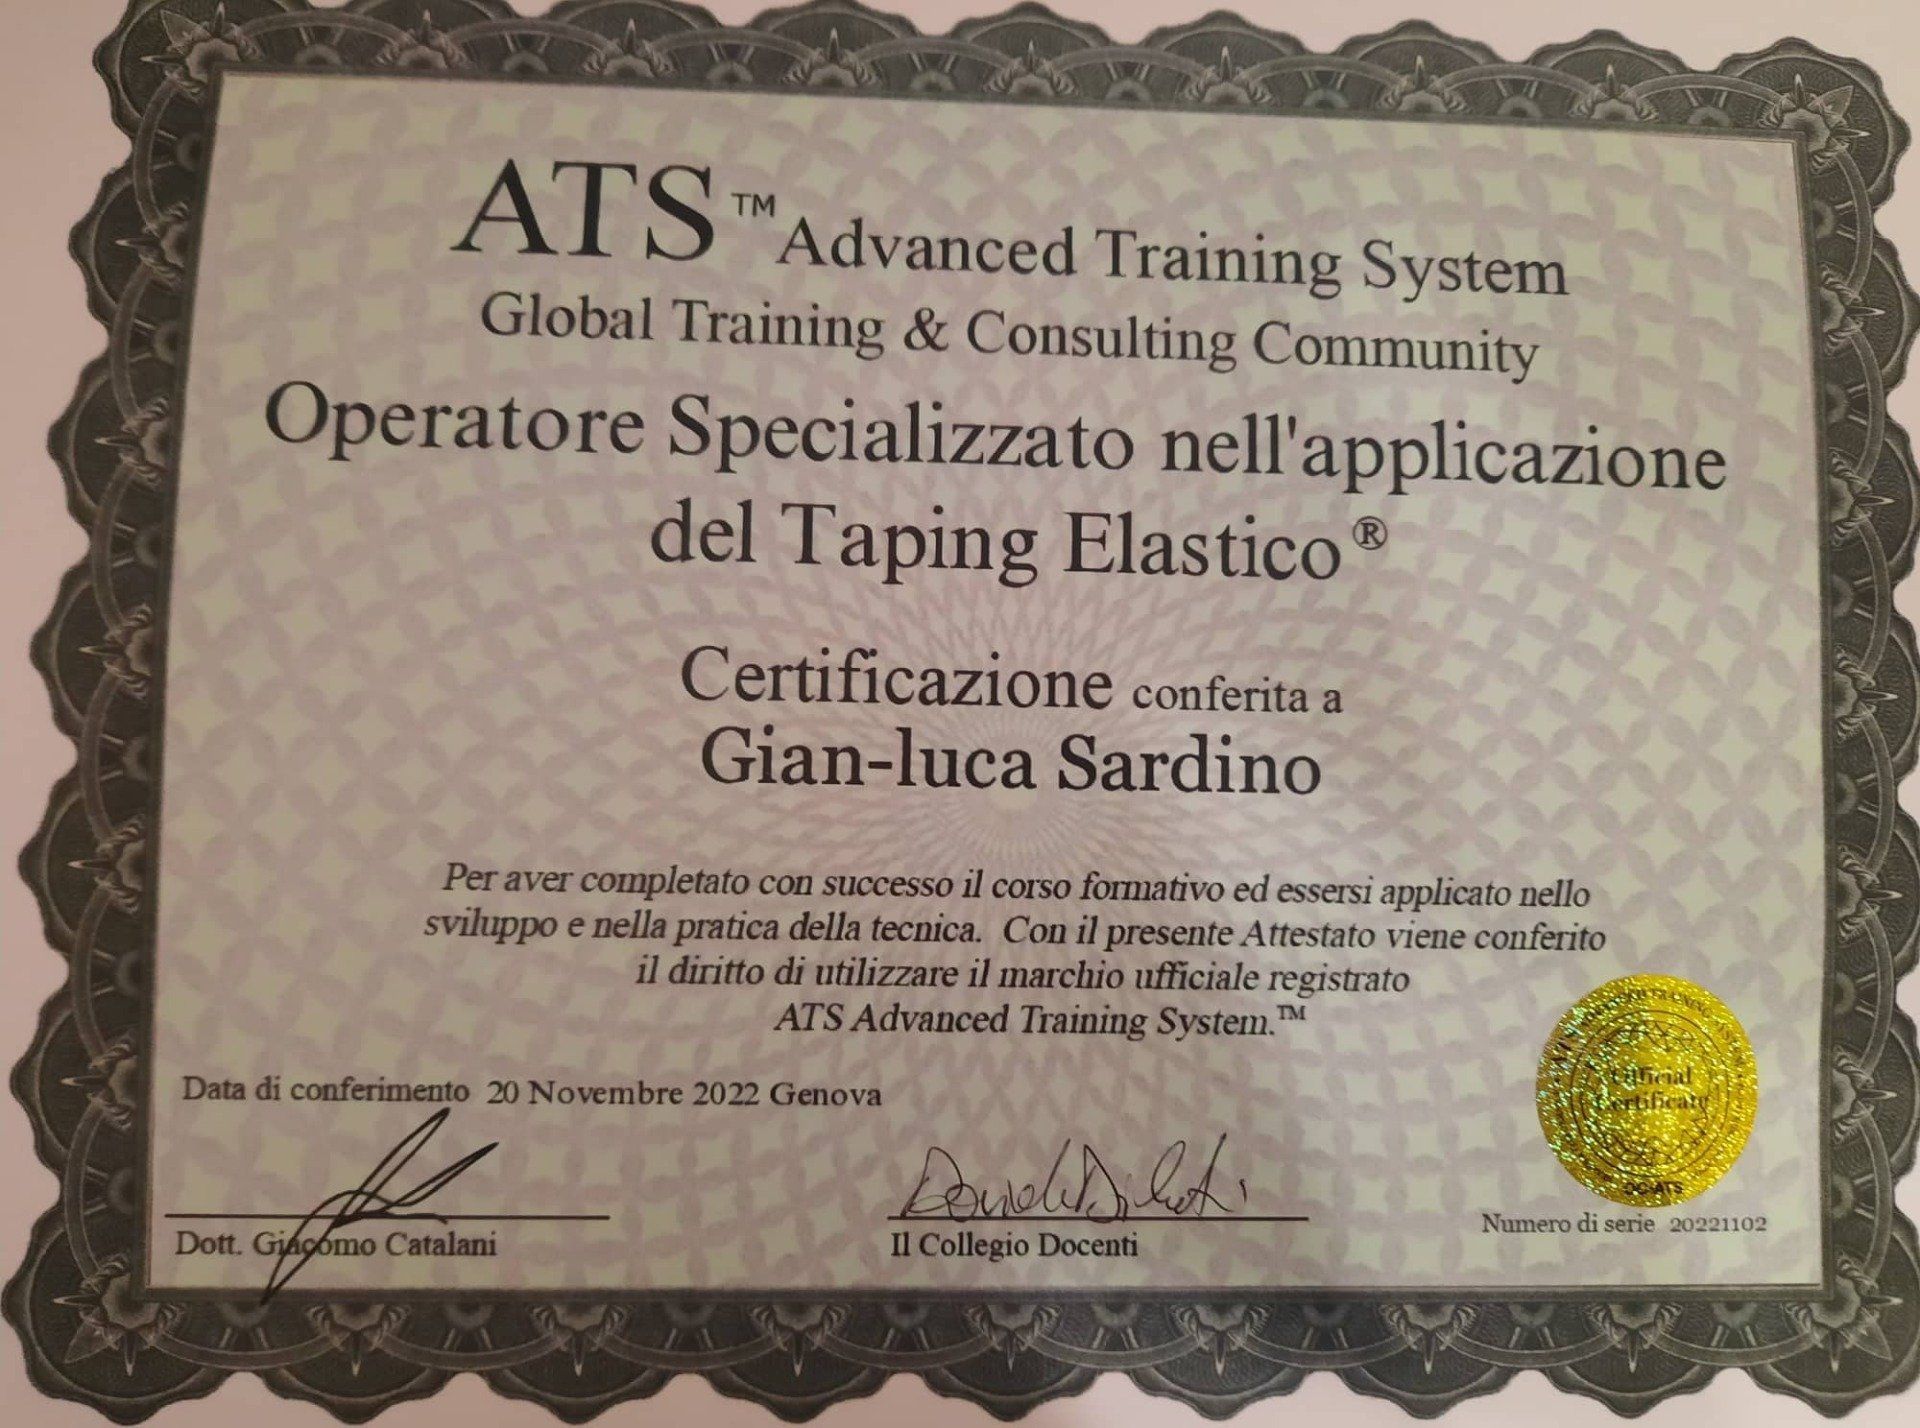 ATS™ Advanced Training System
Global Training & Consulting Community
Operatore Specializzato nell'applicazione
del Taping Elastico®
Certificazione conferita a
Gian-luca Sardino
Per aver completato con successo il corso formativo ed essersi applicato nello
sviluppo e nella pratica della tecnica. Con il presente Attestato viene conferito
il diritto di utilizzare il marchio ufficiale registrato
ATS Advanced Training System.™
Data di conferimento 20 Novembre 2022 Genova
Official
Certificate
Dott. Giacomo Catalani
Il Collegio Docenti
Numero di serie 20221102